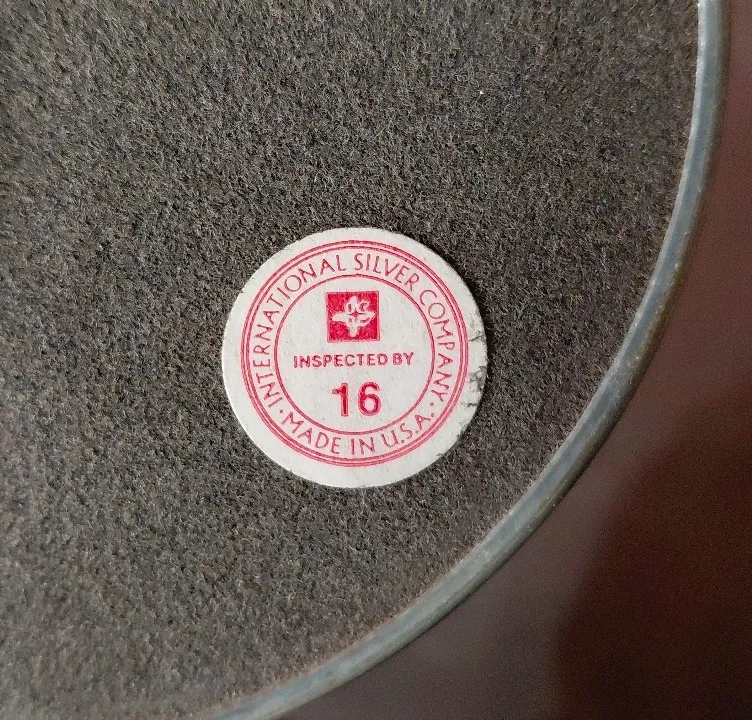 INTERNATIONAL SILVER COMPANY
INSPECTED BY
16
· MADE IN U.S.A. ·